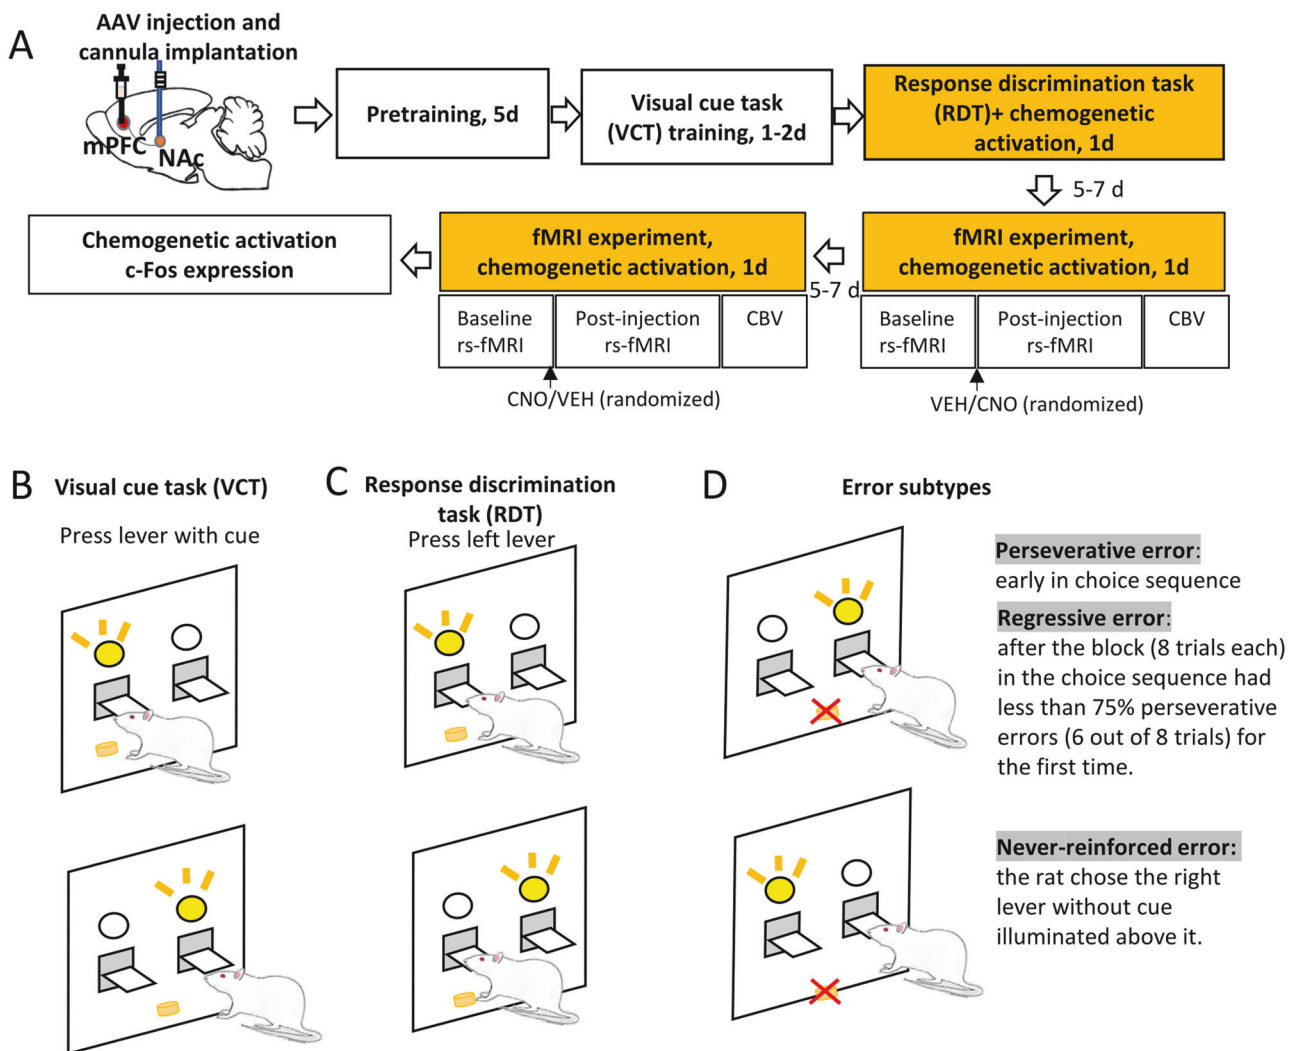 A
AAV injection and
cannula implantation
mPFC
NAc
Pretraining, 5d
Visual cue task
(VCT) training, 1-2d
Response discrimination task
(RDT)+ chemogenetic
activation, 1d
5-7 d
fMRI experiment,
chemogenetic activation, 1d
Baseline
rs-fMRI
Post-injection
rs-fMRI
CBV
VEH/CNO (randomized)
5-7 d
fMRI experiment,
chemogenetic activation, 1d
Baseline
rs-fMRI
Post-injection
rs-fMRI
CBV
CNO/VEH (randomized)
Chemogenetic activation
c-Fos expression
B
Visual cue task (VCT)
Press lever with cue
C
Response discrimination
task (RDT)
Press left lever
D
Error subtypes
Perseverative error:
early in choice sequence
Regressive error:
after the block (8 trials each)
in the choice sequence had
less than 75% perseverative
errors (6 out of 8 trials) for
the first time.
Never-reinforced error:
the rat chose the right
lever without cue
illuminated above it.